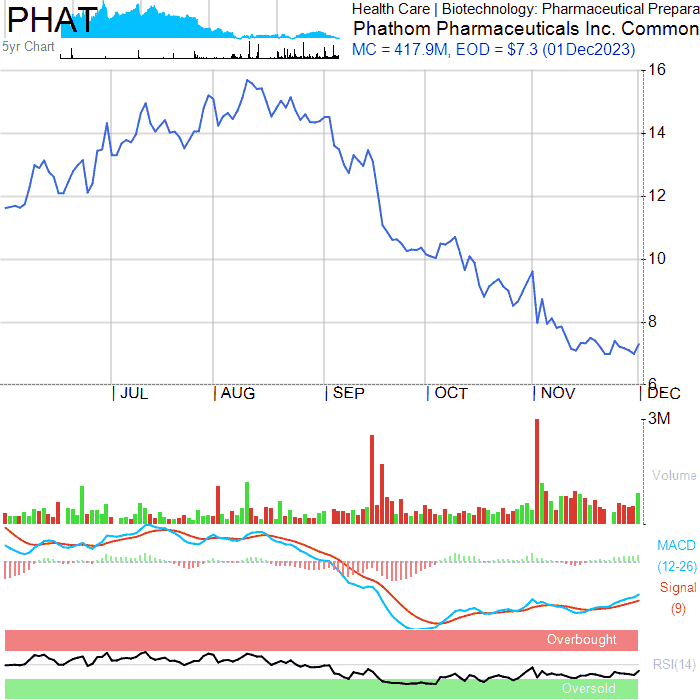 PHAT
Health Care | Biotechnology: Pharmaceutical Prepara
Phathom Pharmaceuticals Inc. Common
5yr Chart
MC = 417.9M, EOD = $7.3 (01Dec2023)
16
14
12
10
8
6
|JUL |AUG |SEP |OCT |NOV |DEC
3M
Volume
MACD
(12-26)
Signal
(9)
Overbought
RSI(14)
Oversold